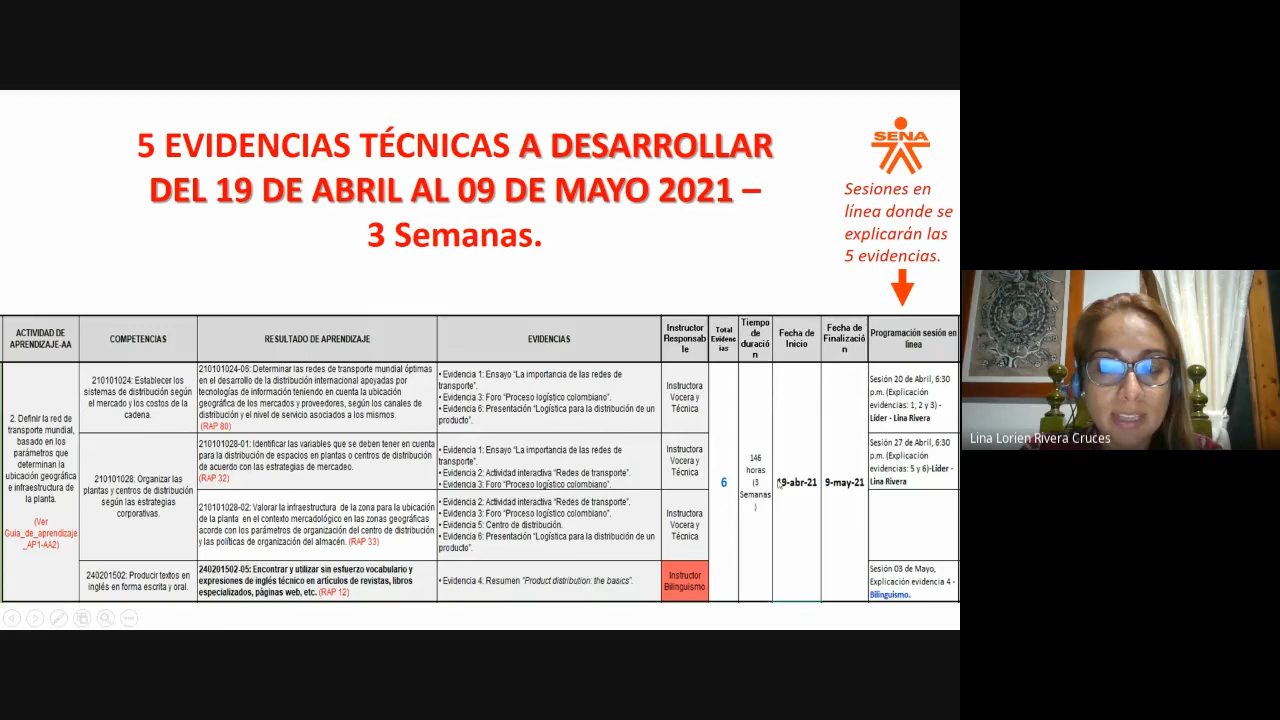 5 EVIDENCIAS TÉCNICAS A DESARROLLAR
DEL 19 DE ABRIL AL 09 DE MAYO 2021 –
3 Semanas.
SENA
Sesiones en
línea donde se
explicarán las
5 evidencias.
ACTIVIDAD DE
APRENDIZAJE-AA
COMPETENCIAS
RESULTADO DE APRENDIZAJE
EVIDENCIAS
Instructor
Responsab
le
Total
Evidenc
ias
Tiempo
de
duració
n
Fecha de
Inicio
Fecha de
Finalizació
n
Programación sesión en
línea
2. Definir la red de
transporte mundial,
basado en los
parámetros que
determinan la
ubicación geográfica
e infraestructura de
la planta.
(Ver
Guia_de_aprendizaje
_AP1-AA2)
210101024: Establecer los
sistemas de distribución según
el mercado y los costos de la
cadena.
210101024-06: Determinar las redes de transporte mundial óptimas
en el desarrollo de la distribución internacional apoyadas por
tecnologías de información teniendo en cuenta la ubicación
geográfica de los mercados y proveedores, según los canales de
distribución y el nivel de servicio asociados a los mismos.
(RAP 80)
• Evidencia 1: Ensayo “La importancia de las redes de
transporte”.
• Evidencia 3: Foro “Proceso logístico colombiano”.
• Evidencia 6: Presentación “Logística para la distribución de un
producto”.
Instructora
Vocera y
Técnica
6
146
horas
(3
Semanas
)
19-abr-21
9-may-21
Sesión 20 de Abril, 6:30
p.m. (Explicación
evidencias: 1, 2 y 3) -
Líder - Lina Rivera
210101028: Organizar las
plantas y centros de distribución
según las estrategias
corporativas.
210101028-01: Identificar las variables que se deben tener en cuenta
para la distribución de espacios en plantas o centros de distribución
de acuerdo con las estrategias de mercadeo.
(RAP 32)
• Evidencia 1: Ensayo “La importancia de las redes de
transporte”.
• Evidencia 2: Actividad interactiva “Redes de transporte”.
• Evidencia 3: Foro “Proceso logístico colombiano”.
Instructora
Vocera y
Técnica
Sesión 27 de Abril, 6:30
p.m. (Explicación
evidencias: 5 y 6)-Líder -
Lina Rivera
210101028-02: Valorar la infraestructura de la zona para la ubicación
de la planta en el contexto mercadológico en las zonas geográficas
acorde con los parámetros de organización del centro de distribución
y las políticas de organización del almacén. (RAP 33)
• Evidencia 2: Actividad interactiva “Redes de transporte”.
• Evidencia 3: Foro “Proceso logístico colombiano”.
• Evidencia 5: Centro de distribución.
• Evidencia 6: Presentación “Logística para la distribución de un
producto”.
Instructora
Vocera y
Técnica
240201502: Producir textos en
inglés en forma escrita y oral.
240201502-05: Encontrar y utilizar sin esfuerzo vocabulario y
expresiones de inglés técnico en artículos de revistas, libros
especializados, páginas web, etc. (RAP 12)
• Evidencia 4: Resumen “Product distribution: the basics”.
Instructor
Bilinguismo
Sesión 03 de Mayo,
Explicación evidencia 4 -
Bilinguismo.
Lina Lorien Rivera Cruces